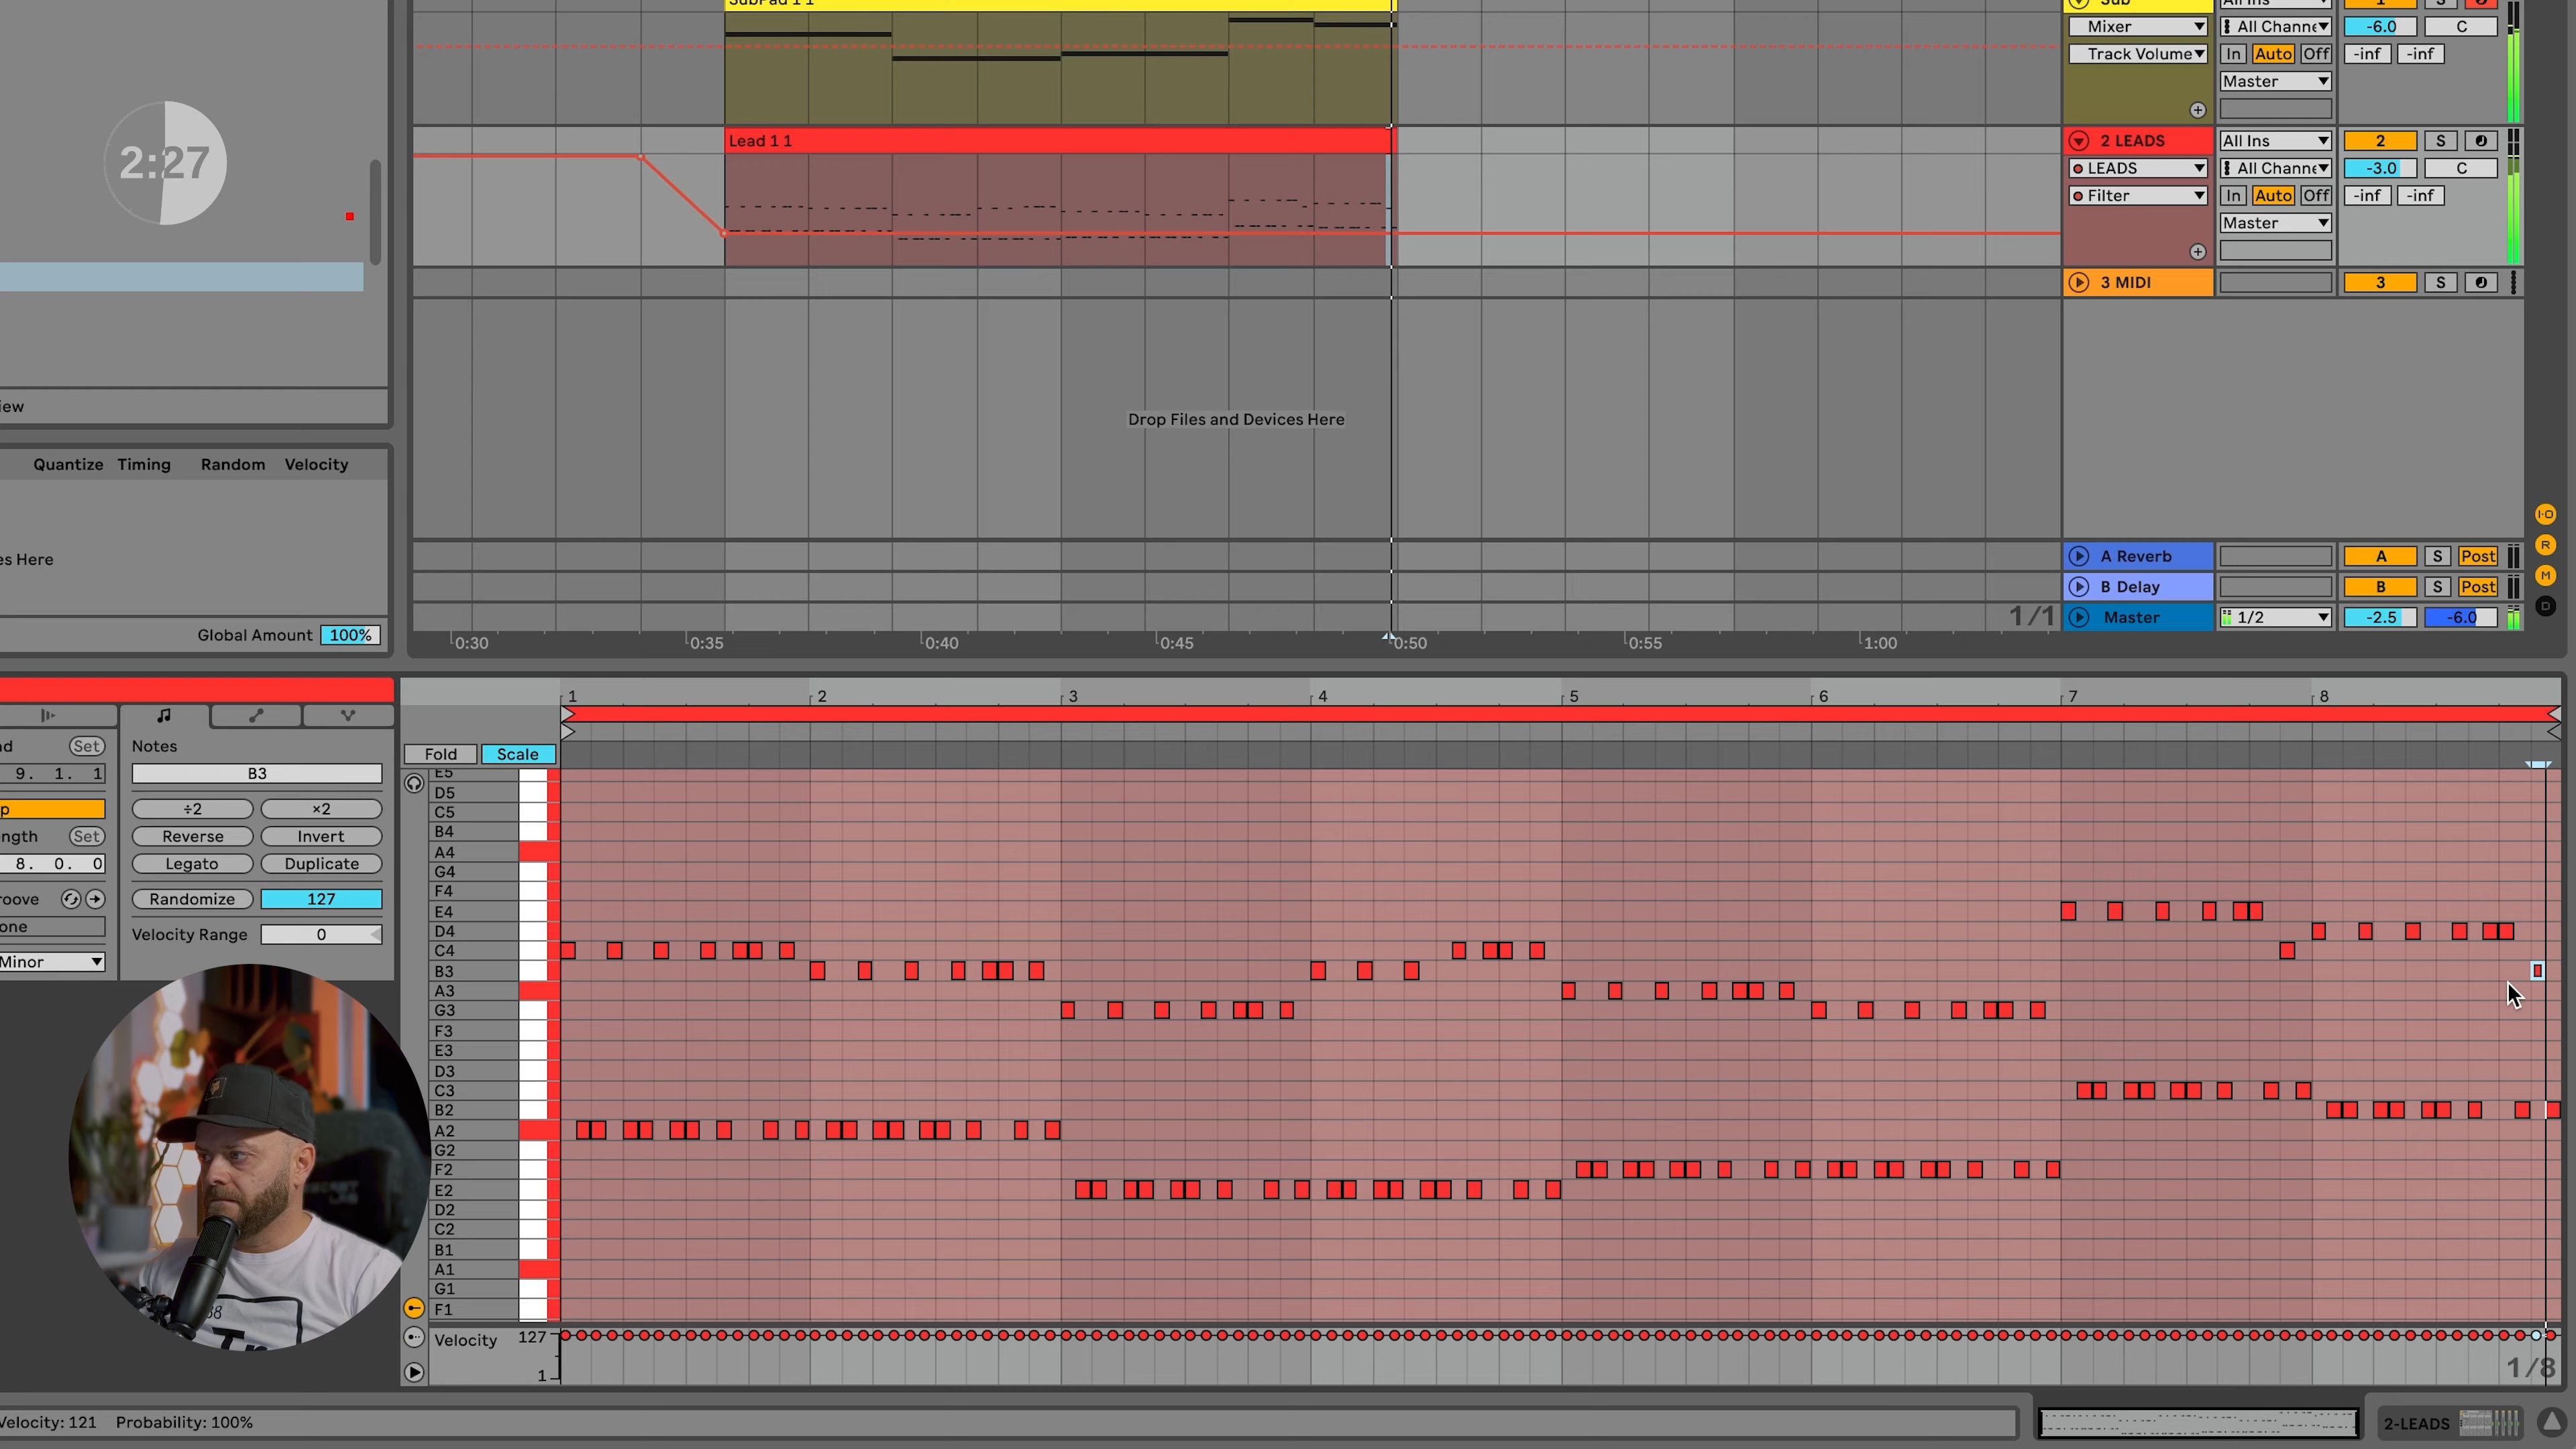 SubPad 1 1
Sub
All Ins
1
S
Mixer
All Channe
-6.0
C
Track Volume
In
Auto
Off
-inf
-inf
Master
2:27
Lead 1 1
2 LEADS
All Ins
2
S
LEADS
All Channe
-3.0
C
Filter
In
Auto
Off
-inf
-inf
Master
3 MIDI
3
S
iew
Drop Files and Devices Here
Quantize
Timing
Random
Velocity
es Here
Global Amount
100%
I·O
R
M
D
A Reverb
A
S
Post
B Delay
B
S
Post
1/1
Master
1/2
-2.5
-6.0
0:30
0:35
0:40
0:45
0:50
0:55
1:00
1
2
3
4
5
6
7
8
nd
Set
Notes
9. 1. 1
B3
p
÷2
×2
ngth
Set
Reverse
Invert
8. 0. 0
Legato
Duplicate
roove
Randomize
127
one
Velocity Range
0
Minor
Fold
Scale
E5
D5
C5
B4
A4
G4
F4
E4
D4
C4
B3
A3
G3
F3
E3
D3
C3
B2
A2
G2
F2
E2
D2
C2
B1
A1
G1
F1
Velocity
127
1
1/8
Velocity: 121
Probability: 100%
2-LEADS